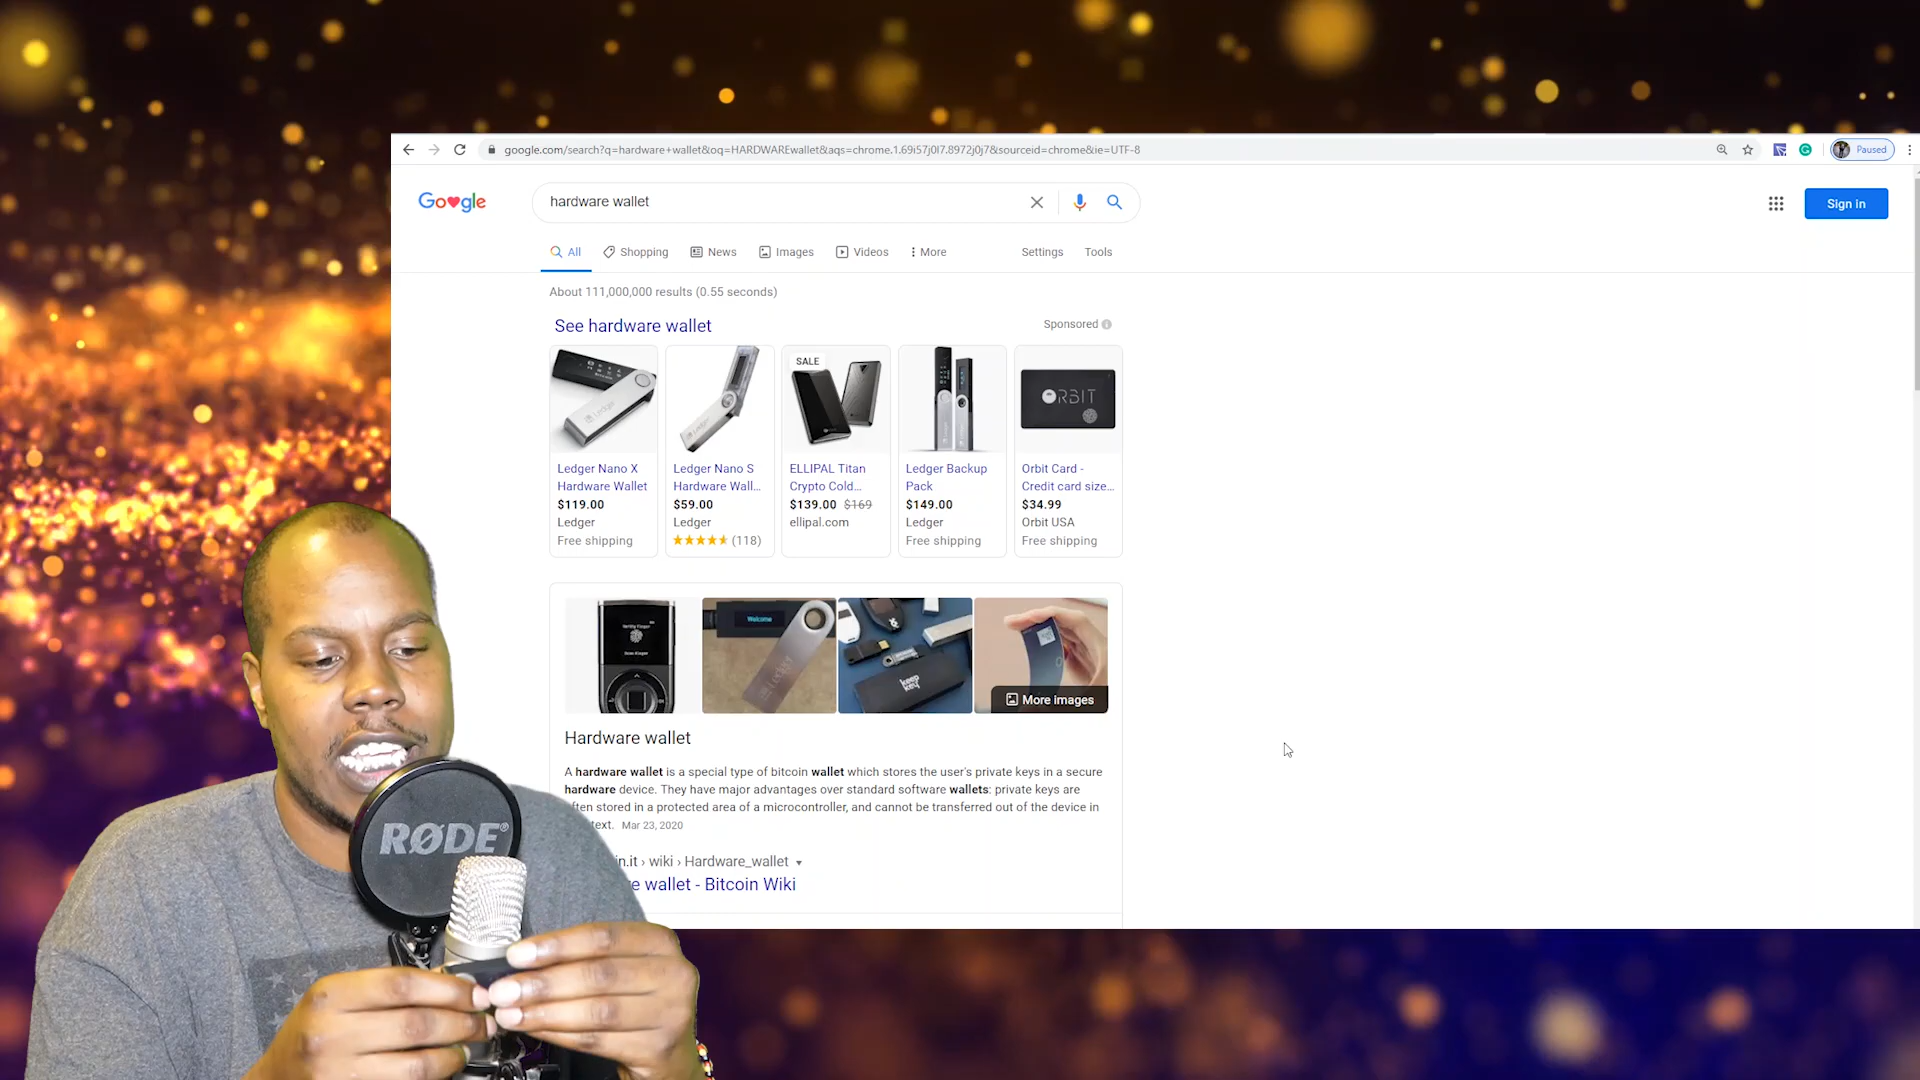 google.com/search?q=hardware+wallet&oq=HARDWAREwallet&aqs=chrome.1.69i57j0l7.8972j0j7&sourceid=chrome&ie=UTF-8
Paused
Google
hardware wallet
Sign in
All
Shopping
News
Images
Videos
More
Settings
Tools
About 111,000,000 results (0.55 seconds)
See hardware wallet
Sponsored
SALE
Ledger
Ledger
ORBIT
Ledger Nano X
Hardware Wallet
$119.00
Ledger
Free shipping
Ledger Nano S
Hardware Wall...
$59.00
Ledger
(118)
ELLIPAL Titan
Crypto Cold...
$139.00 $169
ellipal.com
Ledger Backup
Pack
$149.00
Ledger
Free shipping
Orbit Card -
Credit card size...
$34.99
Orbit USA
Free shipping
Welcome
Ledger
keep
key
More images
Hardware wallet
A hardware wallet is a special type of bitcoin wallet which stores the user's private keys in a secure
hardware device. They have major advantages over standard software wallets: private keys are
often stored in a protected area of a microcontroller, and cannot be transferred out of the device in
text. Mar 23, 2020
in.it › wiki › Hardware_wallet
e wallet - Bitcoin Wiki
RØDE®